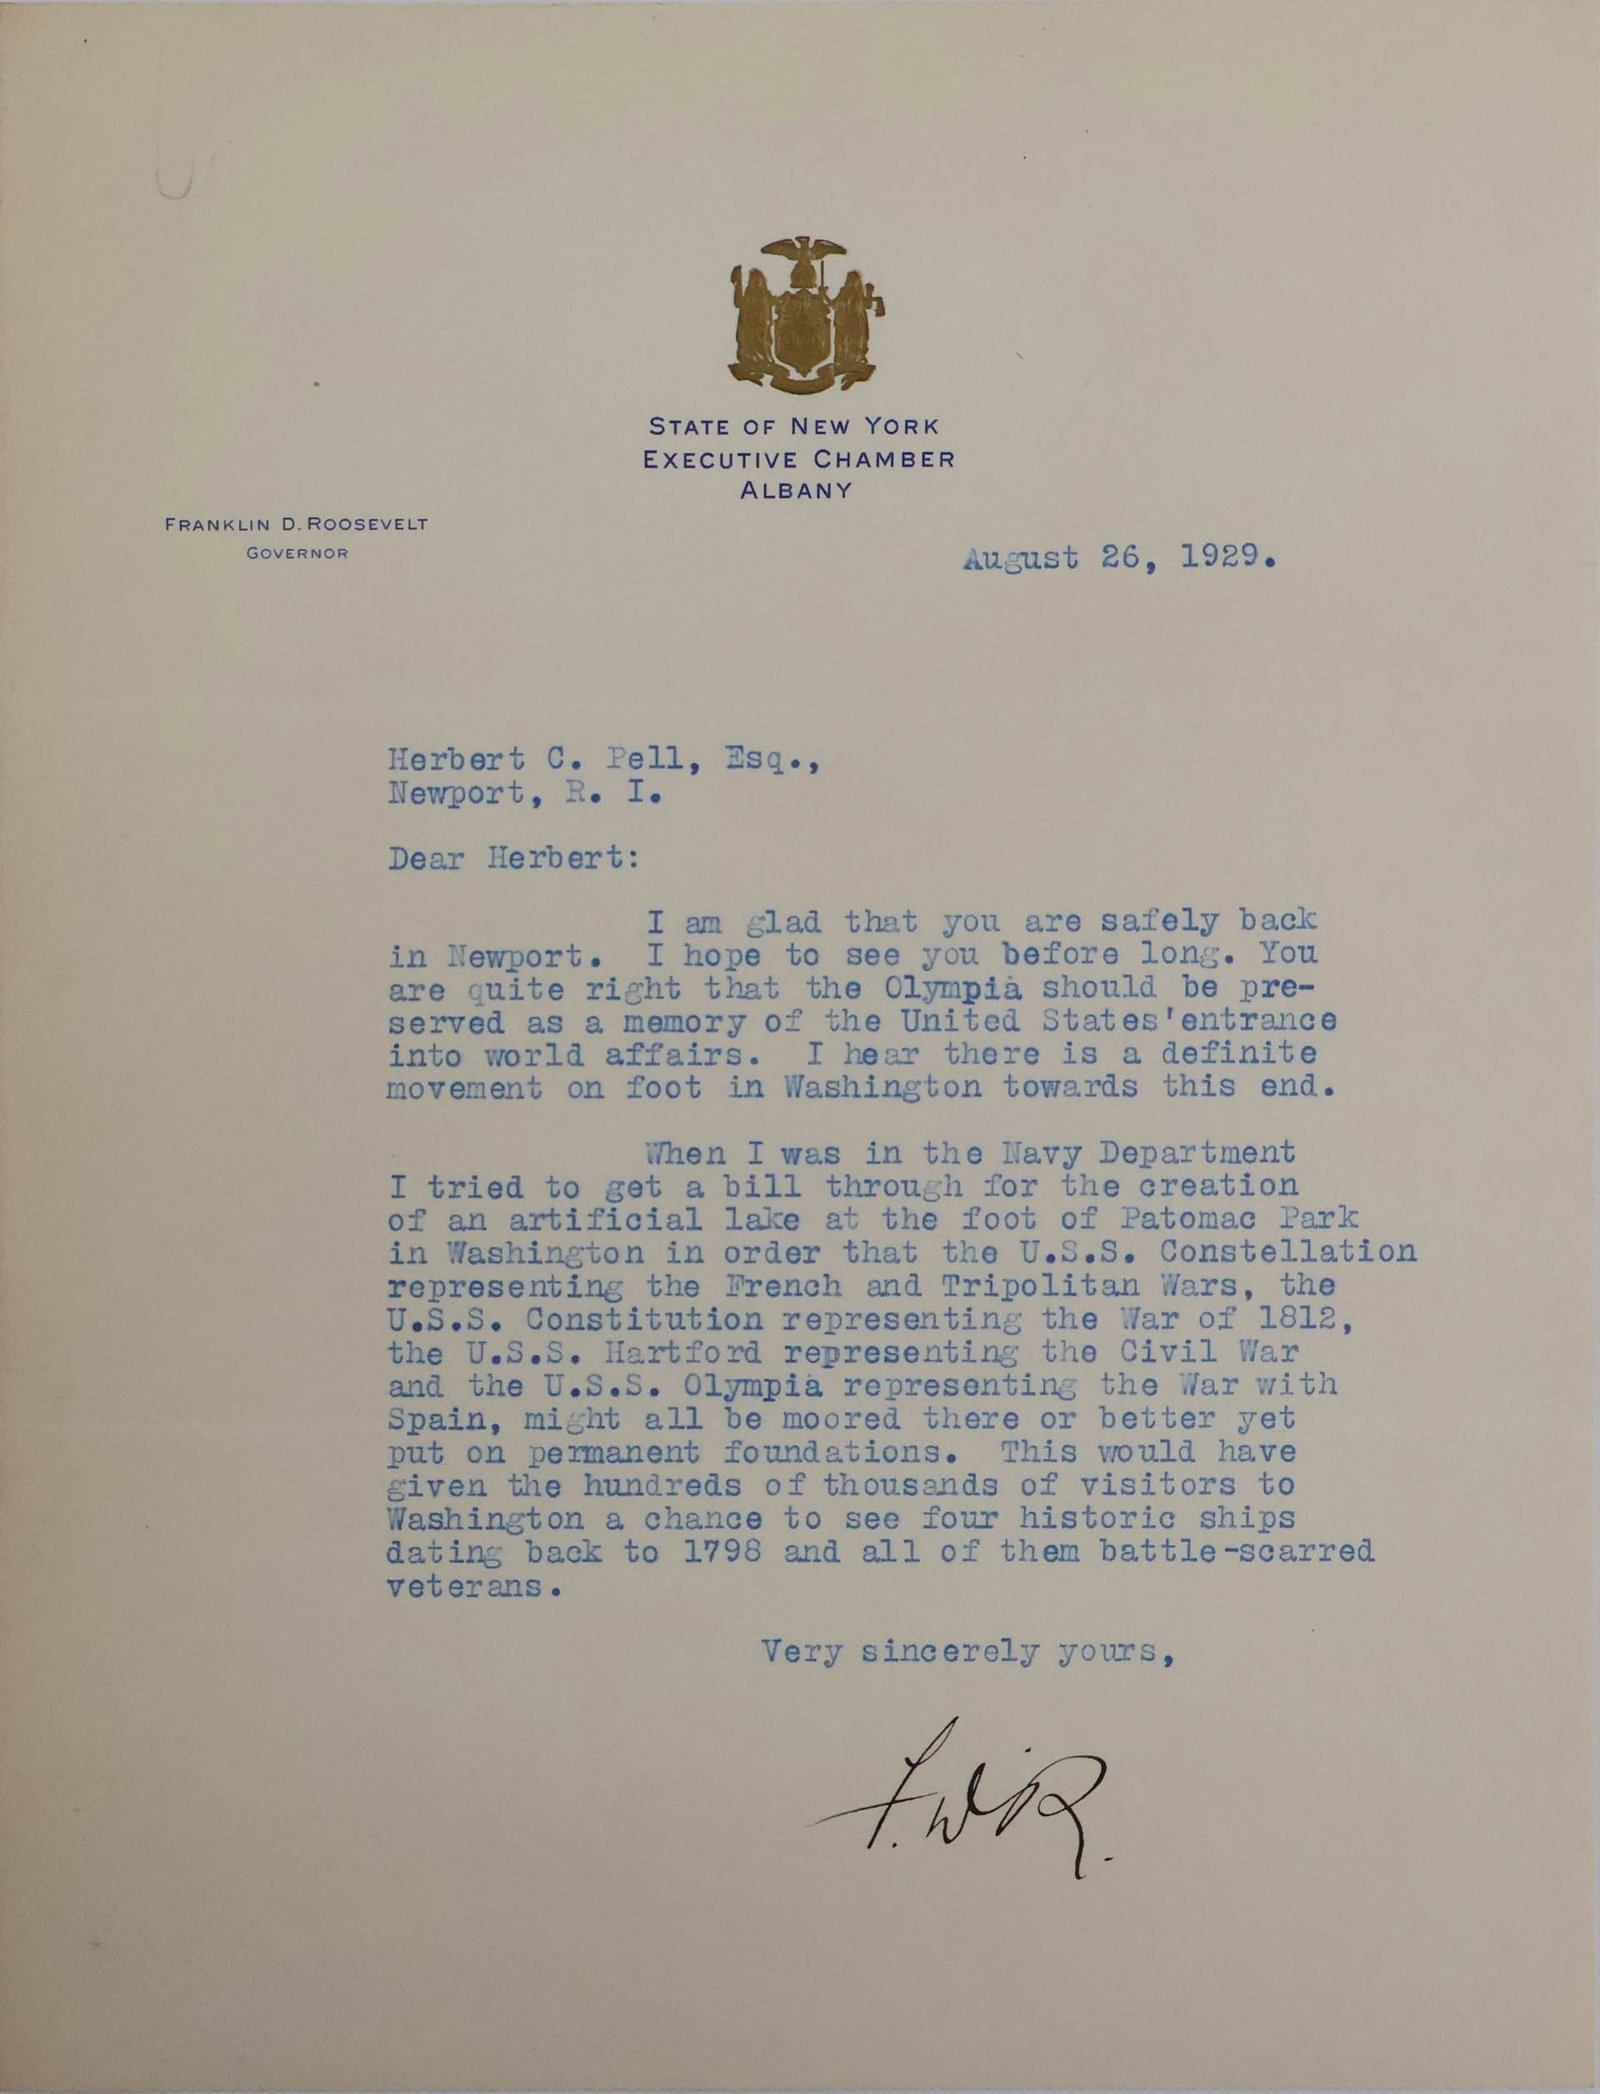 STATE OF NEW YORK
EXECUTIVE CHAMBER
ALBANY
FRANKLIN D. ROOSEVELT
GOVERNOR
August 26, 1929.
Herbert C. Pell, Esq.,
Newport, R. I.
Dear Herbert:
I am glad that you are safely back
in Newport. I hope to see you before long. You
are quite right that the Olympia should be pre-
served as a memory of the United States'entrance
into world affairs. I hear there is a definite
movement on foot in Washington towards this end.
When I was in the Navy Department
I tried to get a bill through for the creation
of an artificial lake at the foot of Patomac Park
in Washington in order that the U.S.S. Constellation
representing the French and Tripolitan Wars, the
U.S.S. Constitution representing the War of 1812,
the U.S.S. Hartford representing the Civil War
and the U.S.S. Olympia representing the War with
Spain, might all be moored there or better yet
put on permanent foundations. This would have
given the hundreds of thousands of visitors to
Washington a chance to see four historic ships
dating back to 1798 and all of them battle-scarred
veterans.
Very sincerely yours,
F.D.R.